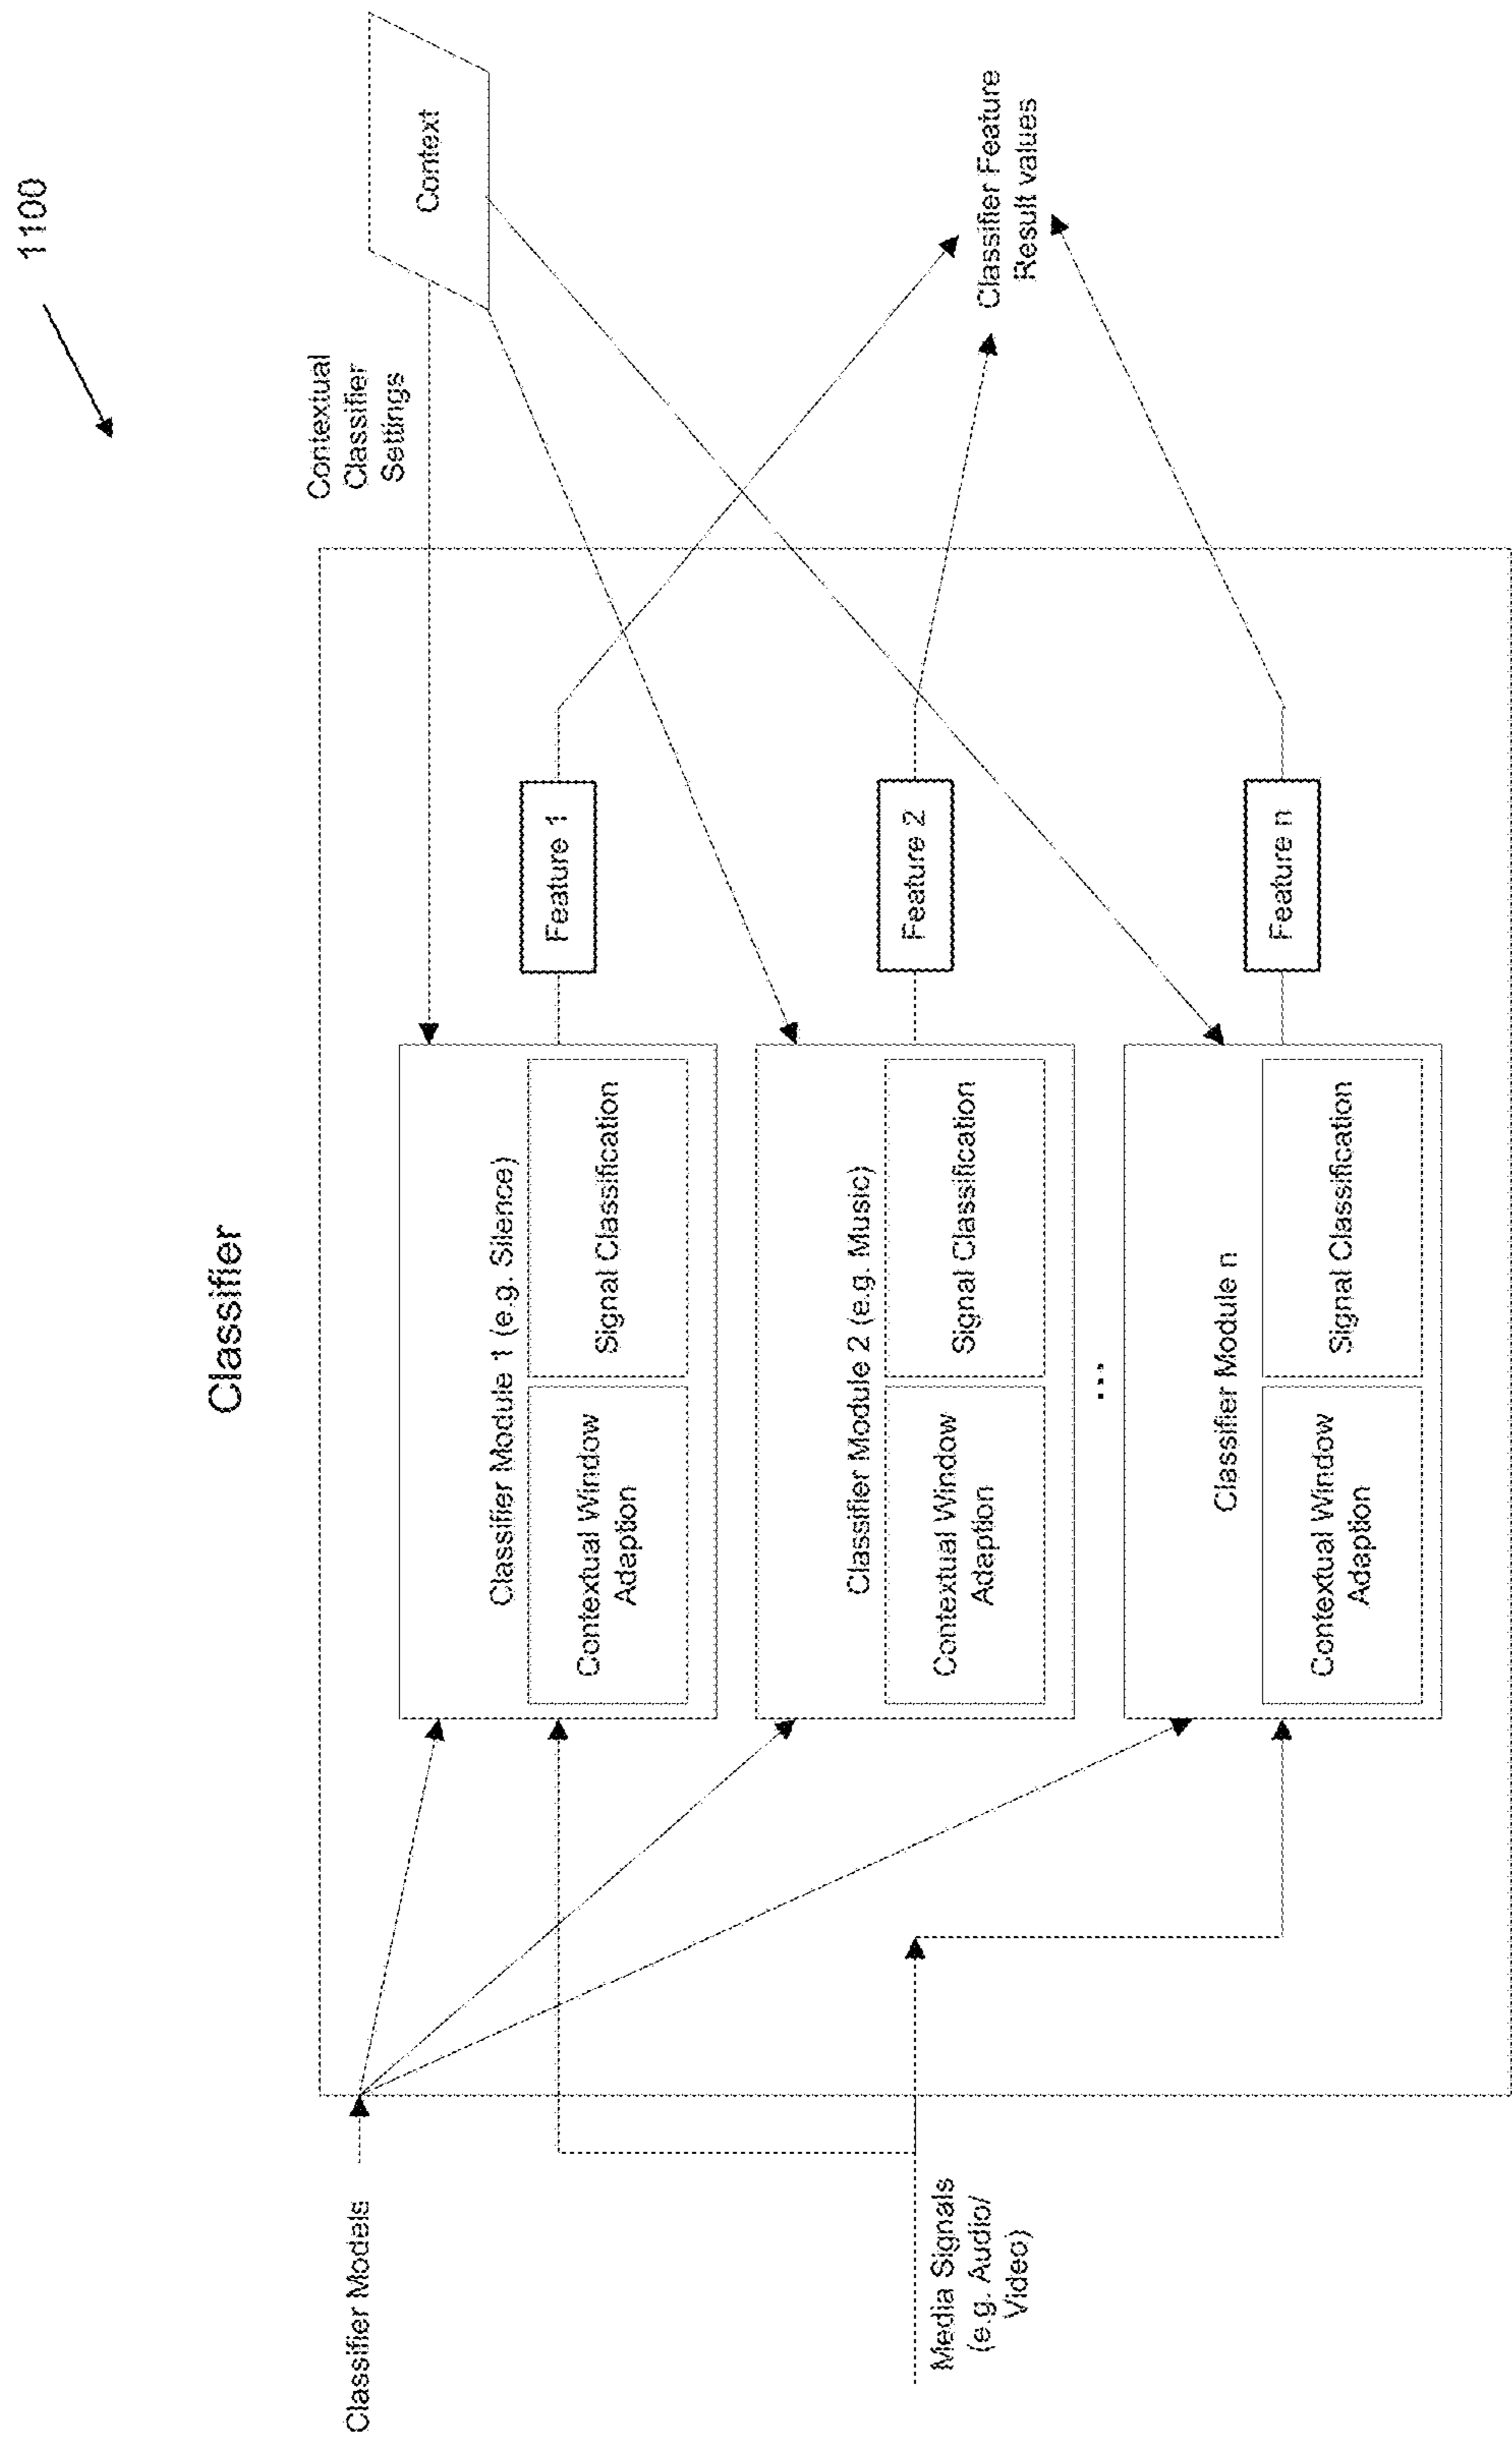 1100
Classifier
Classifier Models
Contextual
Classifier
Settings
Context
Classifier Module 1 (e.g. Silence)
Contextual Window
Adaption
Signal Classification
Feature 1
Media Signals
(e.g. Audio/
Video)
Classifier Module 2 (e.g. Music)
Contextual Window
Adaption
Signal Classification
Feature 2
Classifier Feature
Result values
...
Classifier Module n
Contextual Window
Adaption
Signal Classification
Feature n